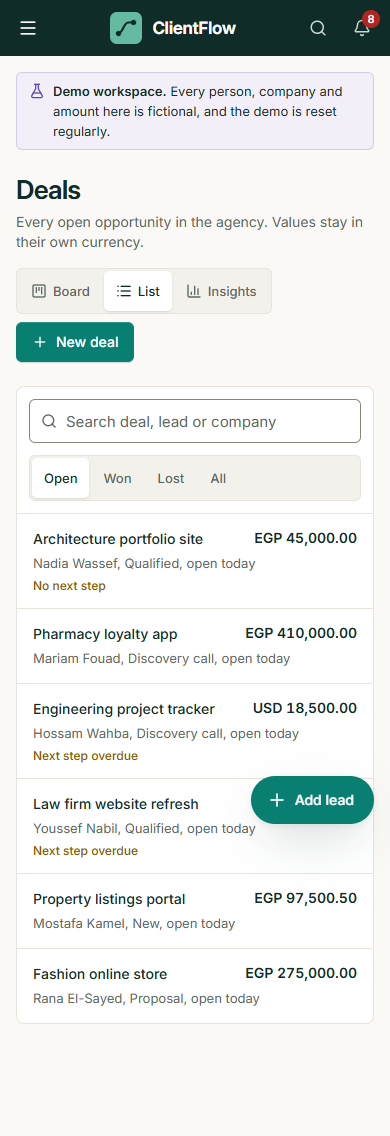 ClientFlow
8
Demo workspace. Every person, company and
amount here is fictional, and the demo is reset
regularly.
Deals
Every open opportunity in the agency. Values stay in
their own currency.
Board List Insights
New deal
Search deal, lead or company
Open Won Lost All
Architecture portfolio site EGP 45,000.00
Nadia Wassef, Qualified, open today
No next step
Pharmacy loyalty app EGP 410,000.00
Mariam Fouad, Discovery call, open today
Engineering project tracker USD 18,500.00
Hossam Wahba, Discovery call, open today
Next step overdue
Law firm website refresh
Add lead
Youssef Nabil, Qualified, open today
Next step overdue
Property listings portal EGP 97,500.50
Mostafa Kamel, New, open today
Fashion online store EGP 275,000.00
Rana El-Sayed, Proposal, open today